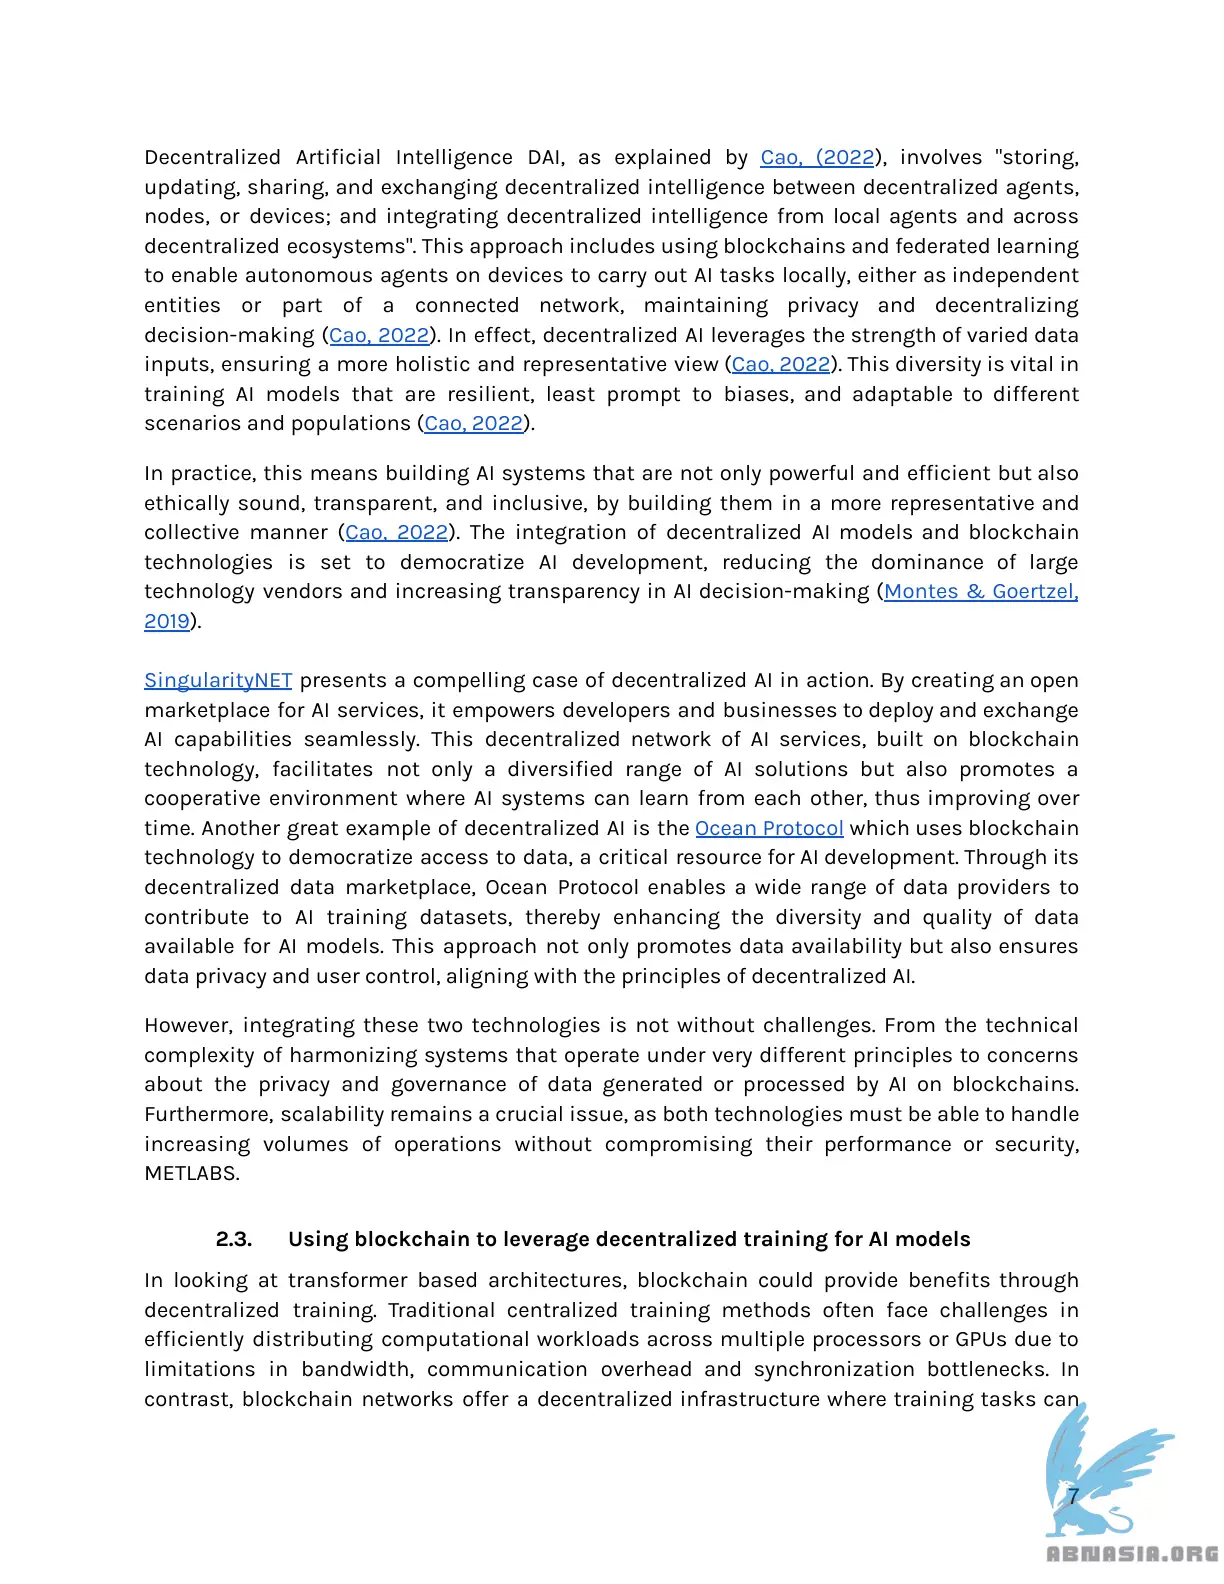 Decentralized Artificial Intelligence DAI, as explained by Cao, (2022), involves "storing,
updating, sharing, and exchanging decentralized intelligence between decentralized agents,
nodes, or devices; and integrating decentralized intelligence from local agents and across
decentralized ecosystems". This approach includes using blockchains and federated learning
to enable autonomous agents on devices to carry out AI tasks locally, either as independent
entities or part of a connected network, maintaining privacy and decentralizing
decision-making (Cao, 2022). In effect, decentralized AI leverages the strength of varied data
inputs, ensuring a more holistic and representative view (Cao, 2022). This diversity is vital in
training AI models that are resilient, least prompt to biases, and adaptable to different
scenarios and populations (Cao, 2022).
In practice, this means building AI systems that are not only powerful and efficient but also
ethically sound, transparent, and inclusive, by building them in a more representative and
collective manner (Cao, 2022). The integration of decentralized AI models and blockchain
technologies is set to democratize AI development, reducing the dominance of large
technology vendors and increasing transparency in AI decision-making (Montes & Goertzel,
2019).
SingularityNET presents a compelling case of decentralized AI in action. By creating an open
marketplace for AI services, it empowers developers and businesses to deploy and exchange
AI capabilities seamlessly. This decentralized network of AI services, built on blockchain
technology, facilitates not only a diversified range of AI solutions but also promotes a
cooperative environment where AI systems can learn from each other, thus improving over
time. Another great example of decentralized AI is the Ocean Protocol which uses blockchain
technology to democratize access to data, a critical resource for AI development. Through its
decentralized data marketplace, Ocean Protocol enables a wide range of data providers to
contribute to AI training datasets, thereby enhancing the diversity and quality of data
available for AI models. This approach not only promotes data availability but also ensures
data privacy and user control, aligning with the principles of decentralized AI.
However, integrating these two technologies is not without challenges. From the technical
complexity of harmonizing systems that operate under very different principles to concerns
about the privacy and governance of data generated or processed by AI on blockchains.
Furthermore, scalability remains a crucial issue, as both technologies must be able to handle
increasing volumes of operations without compromising their performance or security,
METLABS.
2.3. Using blockchain to leverage decentralized training for AI models
In looking at transformer based architectures, blockchain could provide benefits through
decentralized training. Traditional centralized training methods often face challenges in
efficiently distributing computational workloads across multiple processors or GPUs due to
limitations in bandwidth, communication overhead and synchronization bottlenecks. In
contrast, blockchain networks offer a decentralized infrastructure where training tasks can
7
ABNASIA.ORG